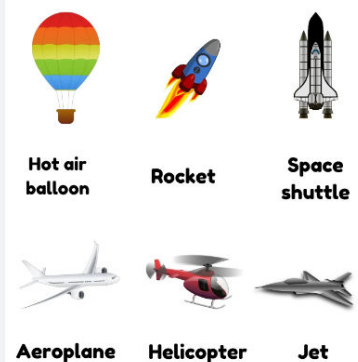 Hot air
balloon
Rocket
Space
shuttle
Aeroplane
Helicopter
Jet